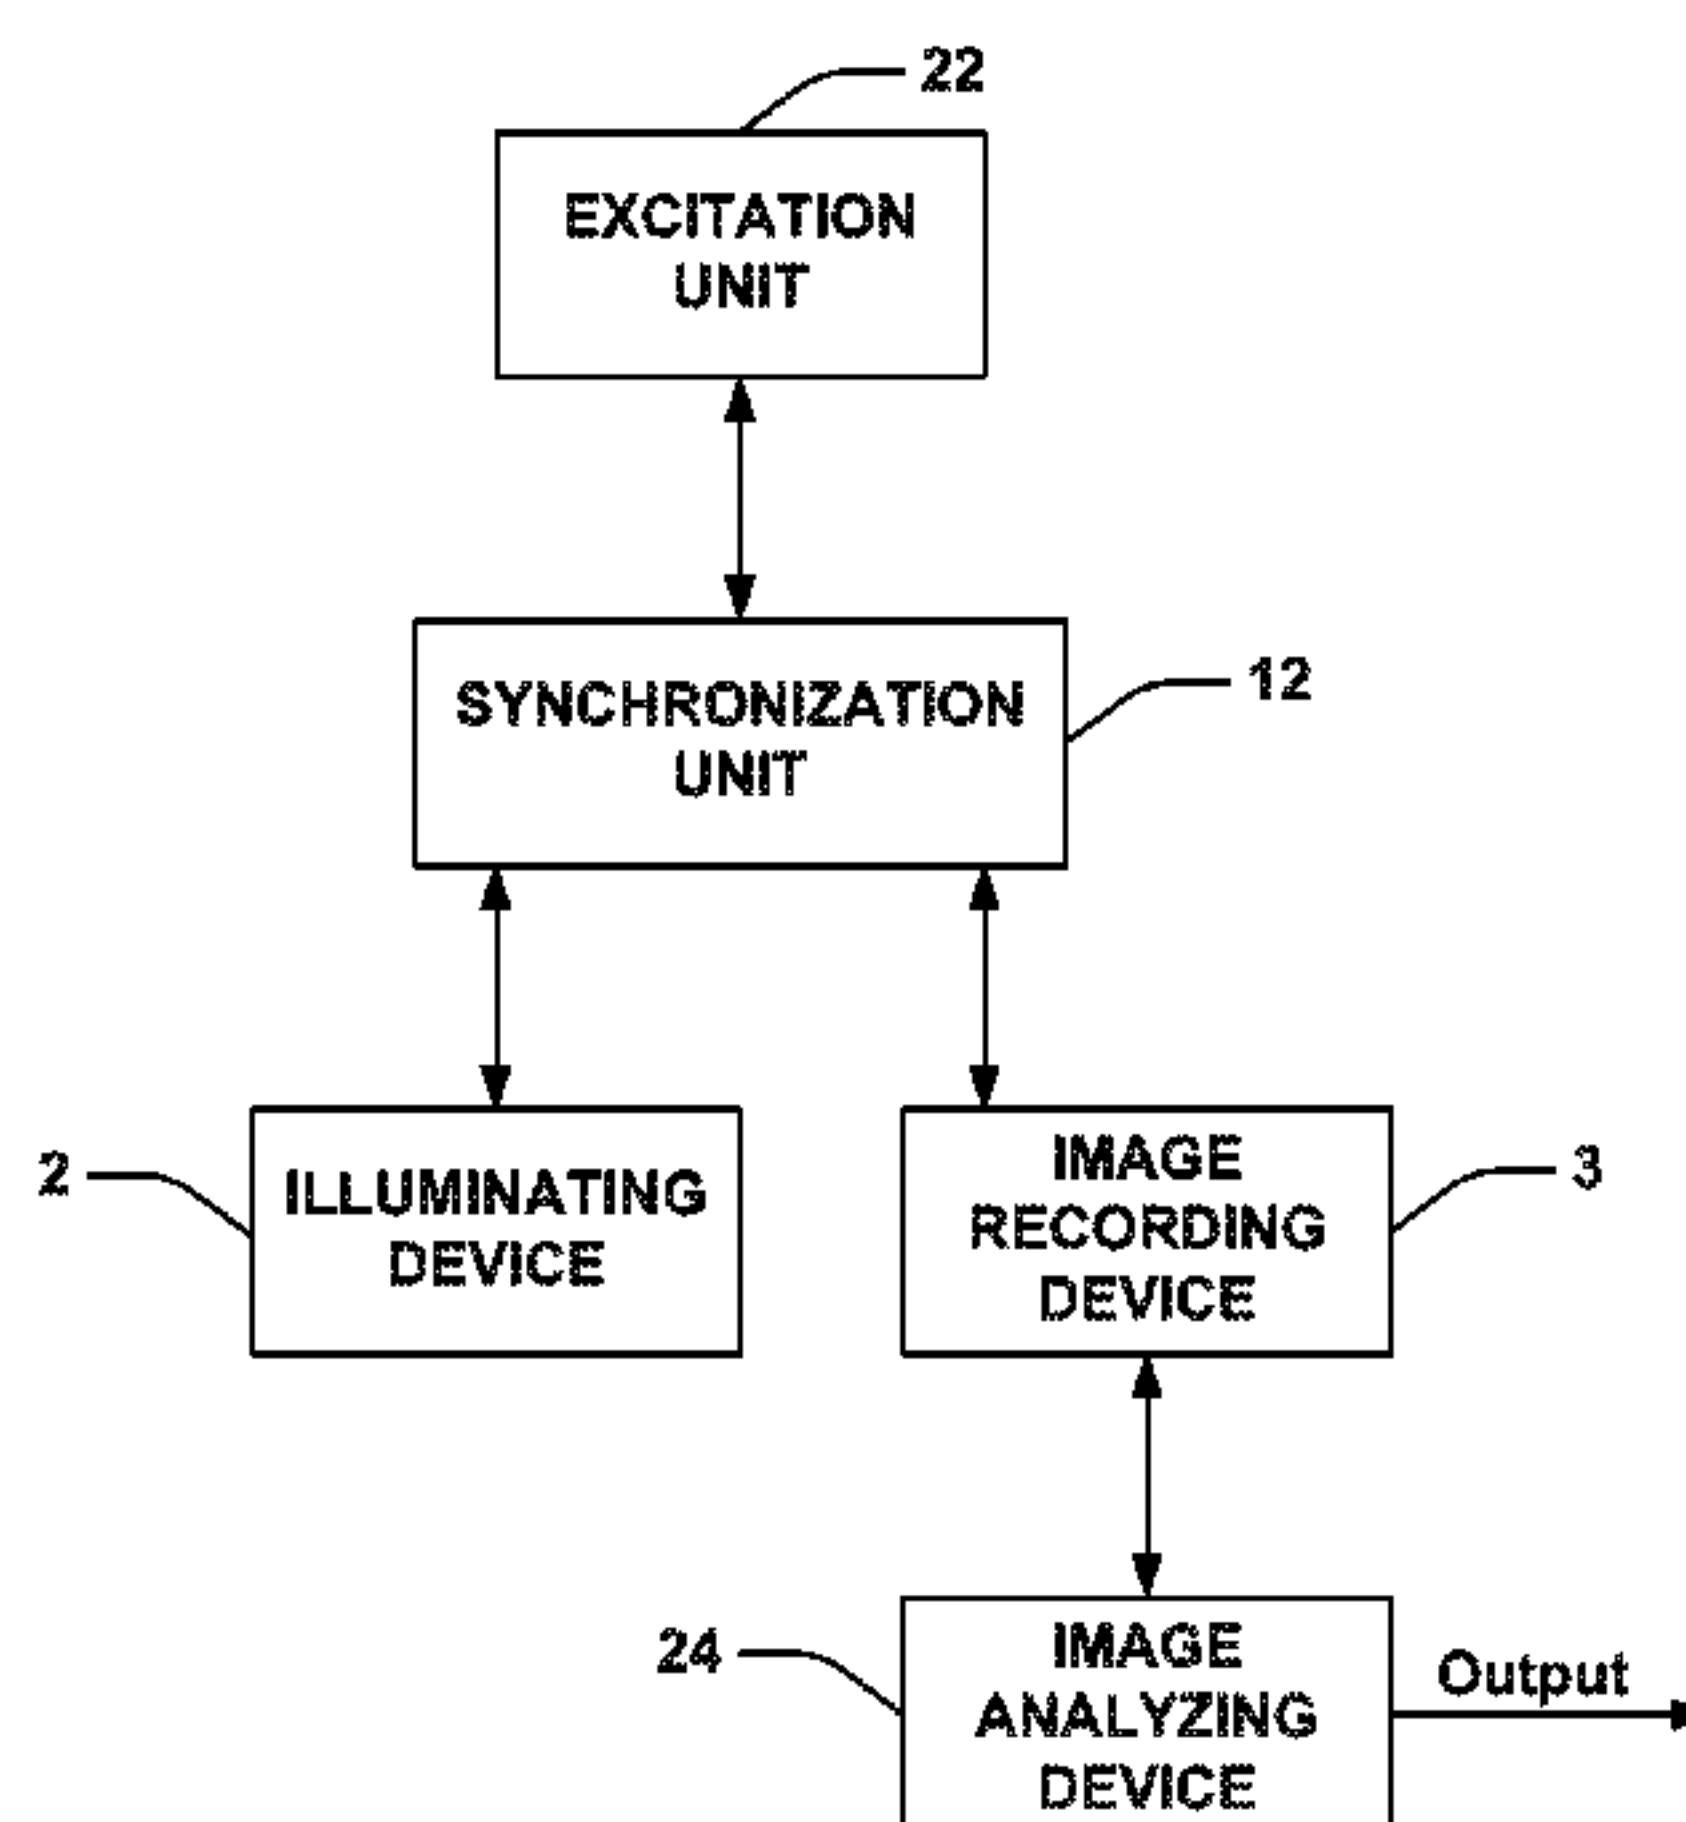 22
EXCITATION
UNIT
SYNCHRONIZATION
UNIT
12
2
ILLUMINATING
DEVICE
IMAGE
RECORDING
DEVICE
3
24
IMAGE
ANALYZING
DEVICE
Output